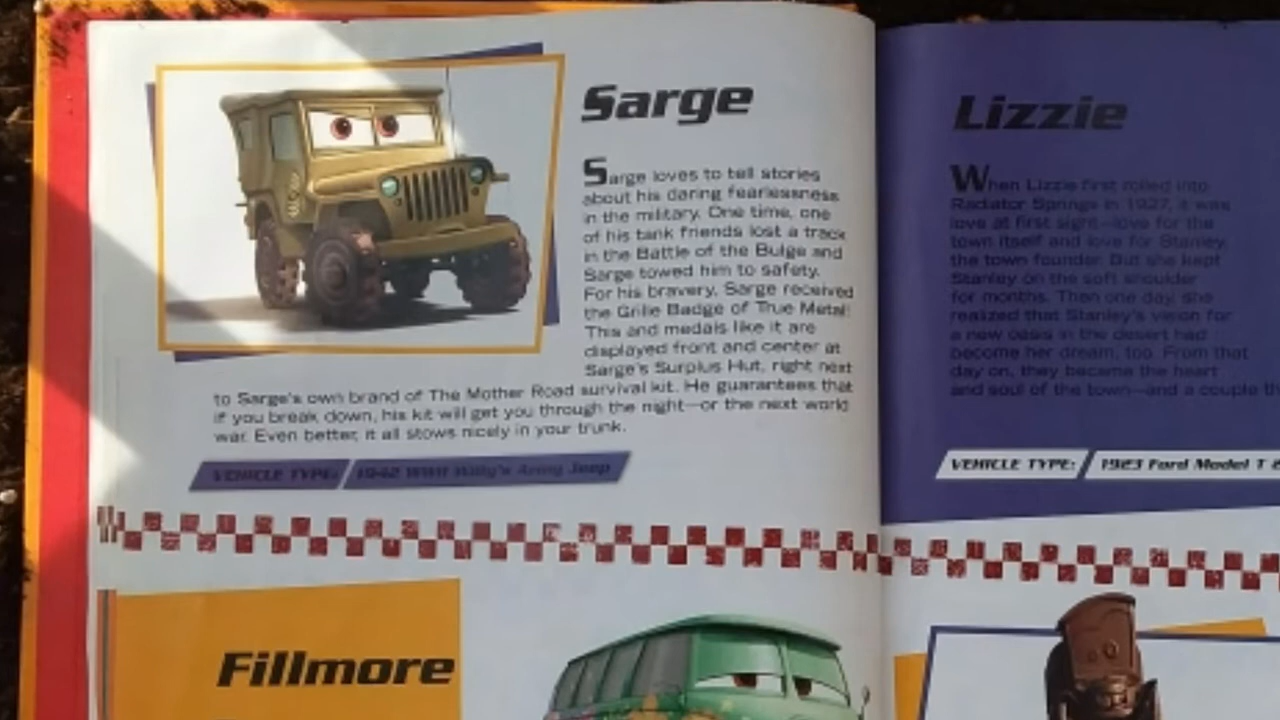 Sarge
Sarge loves to tell stories
about his daring fearlessness
in the military. One time, one
of his tank friends lost a track
in the Battle of the Bulge and
Sarge towed him to safety.
For his bravery, Sarge received
the Grille Badge of True Metal.
This and medals like it are
displayed front and center at
Sarge's Surplus Hut, right next
to Sarge's own brand of The Mother Road survival kit. He guarantees that
if you break down, his kit will get you through the night—or the next world
war. Even better, it all stows nicely in your trunk.
VEHICLE TYPE: 1942 WWII Willy's Army Jeep
Lizzie
When Lizzie first rolled into
Radiator Springs in 1927, it was
love at first sight—love for the
town itself and love for Stanley,
the town founder. But she kept
Stanley on the soft shoulder
for months. Then one day, she
realized that Stanley's vision for
a new oasis in the desert had
become her dream, too. From that
day on, they became the heart
and soul of the town—and a couple
VEHICLE TYPE: 1923 Ford Model T
Fillmore